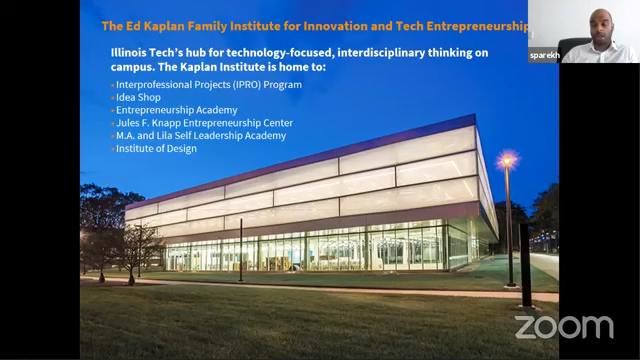 The Ed Kaplan Family Institute for Innovation and Tech Entrepreneurship
Illinois Tech's hub for technology-focused, interdisciplinary thinking on
campus. The Kaplan Institute is home to:
Interprofessional Projects (IPRO) Program
Idea Shop
Entrepreneurship Academy
Jules F. Knapp Entrepreneurship Center
M.A. and Lila Self Leadership Academy
Institute of Design
sparekh
zoom